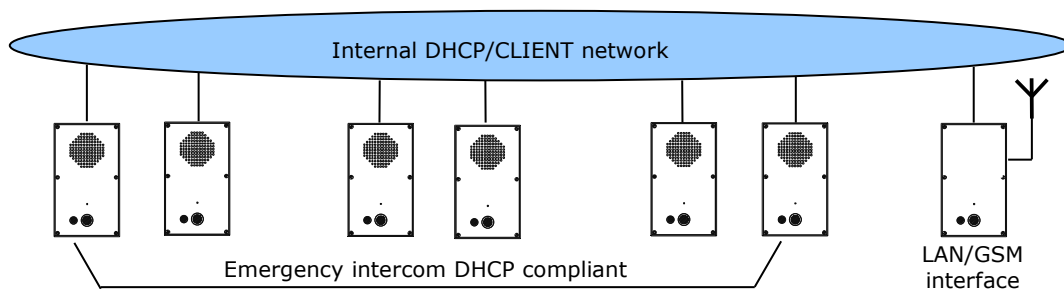 Internal DHCP/CLIENT network
Emergency intercom DHCP compliant
LAN/GSM
interface